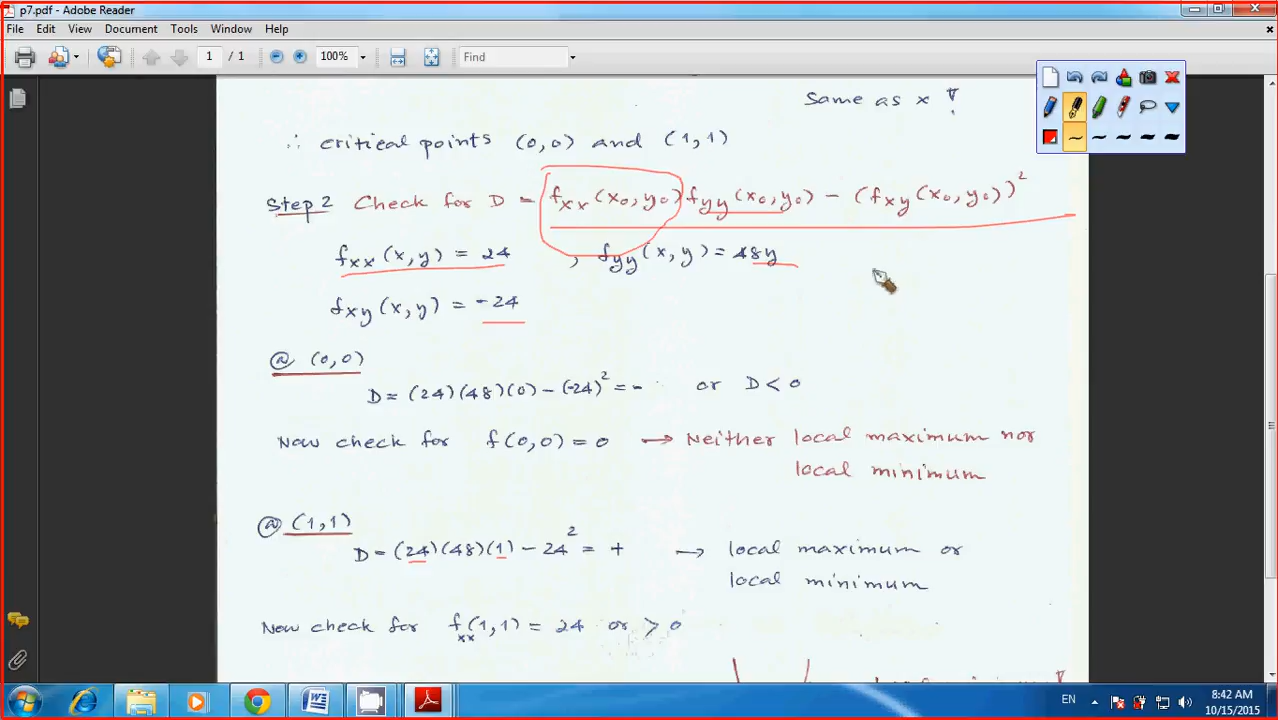 p7.pdf - Adobe Reader
File Edit View Document Tools Window Help
1 / 1 100% Find
Same as x !
∴ critical points (0,0) and (1,1)
Step 2 Check for D = fxx(x0,y0) fyy(x0,y0) - (fxy(x0,y0))²
fxx(x,y) = 24 , fyy(x,y) = 48y
fxy(x,y) = -24
@ (0,0)
D = (24)(48)(0) - (-24)² = - or D < 0
Now check for f(0,0) = 0 → Neither local maximum nor
local minimum
@ (1,1)
D = (24)(48)(1) - 24² = + → local maximum or
local minimum
Now check for fxx(1,1) = 24 or > 0
EN
8:42 AM
10/15/2015